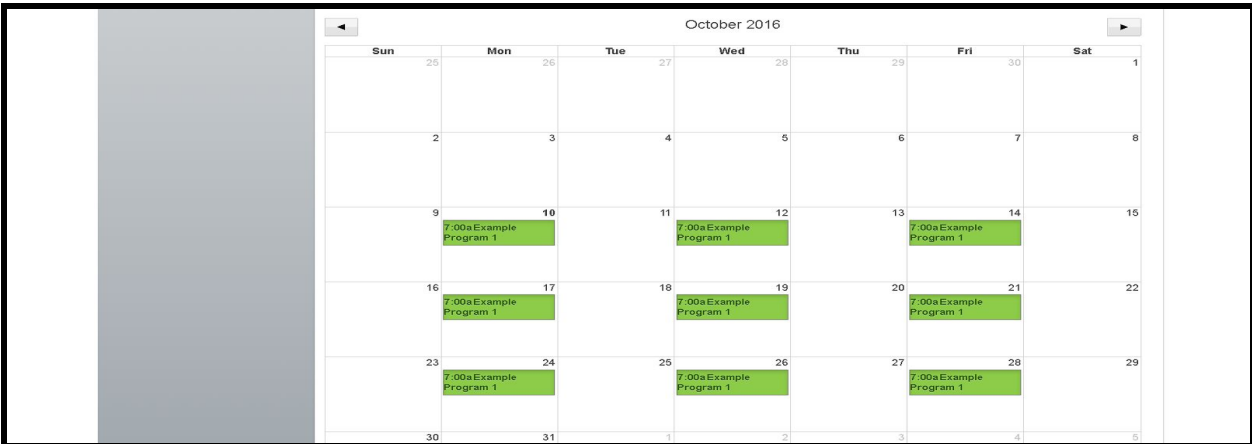 ◄ October 2016 ►
Sun Mon Tue Wed Thu Fri Sat
25 26 27 28 29 30 1
2 3 4 5 6 7 8
9 10 11 12 13 14 15
7:00a Example 7:00a Example 7:00a Example
Program 1 Program 1 Program 1
16 17 18 19 20 21 22
7:00a Example 7:00a Example 7:00a Example
Program 1 Program 1 Program 1
23 24 25 26 27 28 29
7:00a Example 7:00a Example 7:00a Example
Program 1 Program 1 Program 1
30 31 1 2 3 4 5